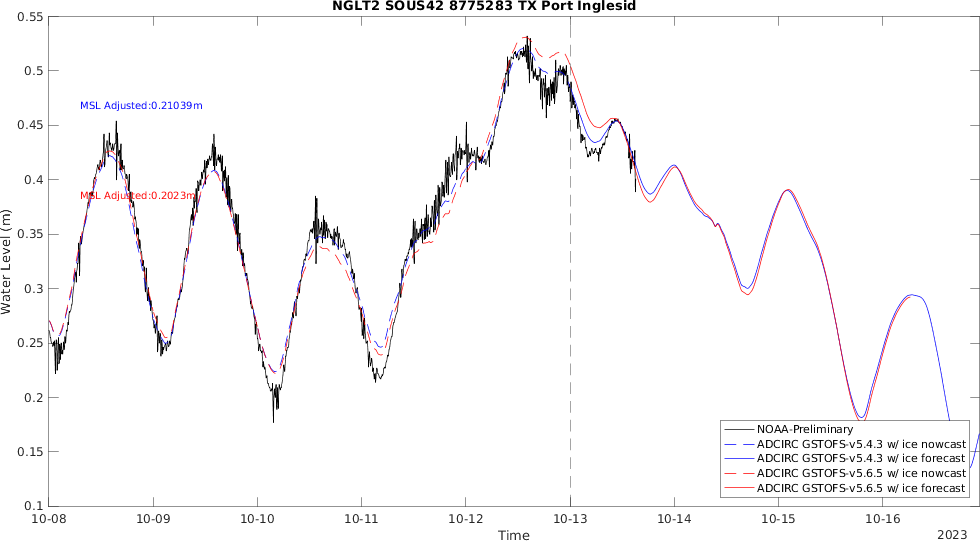 NGLT2 SOUS42 8775283 TX Port Inglesid
0.55
0.5
0.45
0.4
0.35
0.3
0.25
0.2
0.15
0.1
Water Level (m)
MSL Adjusted:0.21039m
MSL Adjusted:0.2023m
NOAA-Preliminary
ADCIRC GSTOFS-v5.4.3 w/ ice nowcast
ADCIRC GSTOFS-v5.4.3 w/ ice forecast
ADCIRC GSTOFS-v5.6.5 w/ ice nowcast
ADCIRC GSTOFS-v5.6.5 w/ ice forecast
10-08 10-09 10-10 10-11 10-12 10-13 10-14 10-15 10-16
Time
2023